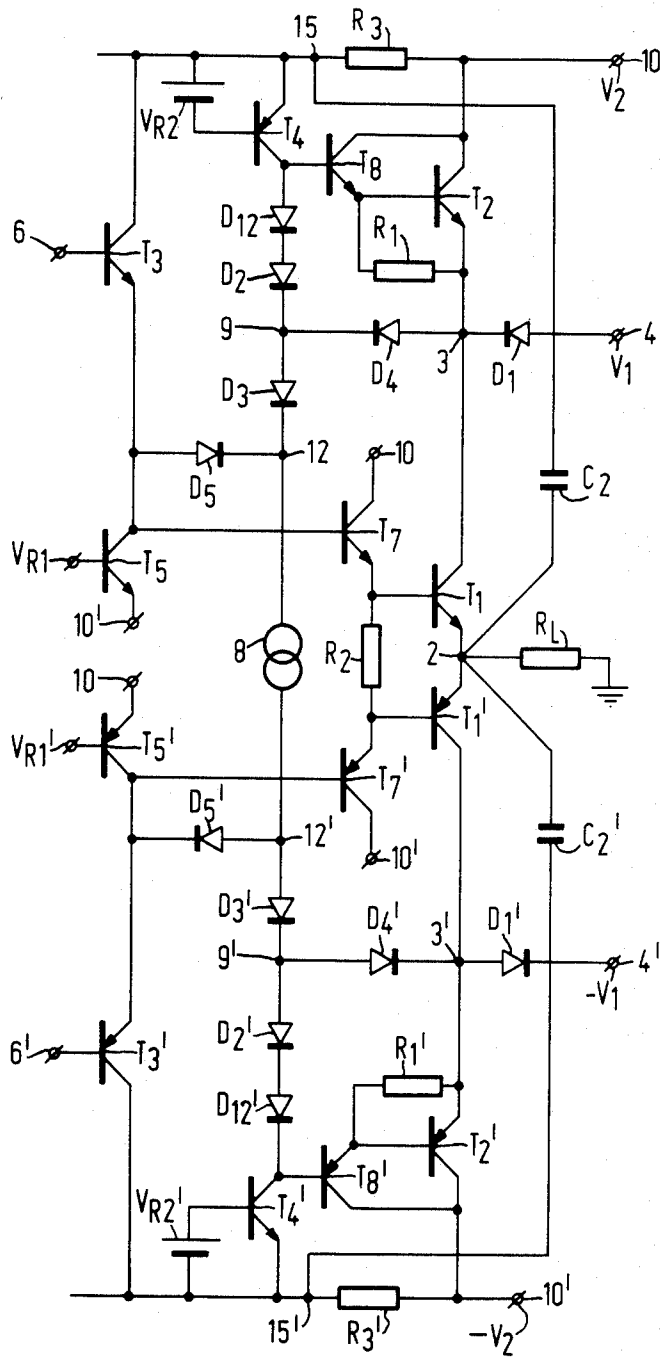 15 R3 10
V2
VR2 T4
T8
D12 T2
6 T3 R1
D2
9 3 4
D4 D1 V1
D3
12 10
D5 C2
T7
VR1 T5
T1
10'
8 R2 2 RL
10
T1'
VR1' T5'
T7'
D5' 12' C2'
10'
D3' D4' 3' D1'
9' 4'
-V1
D2' R1'
6' T3'
D12'
T2'
T8'
VR2' T4'
10'
15' R3' -V2